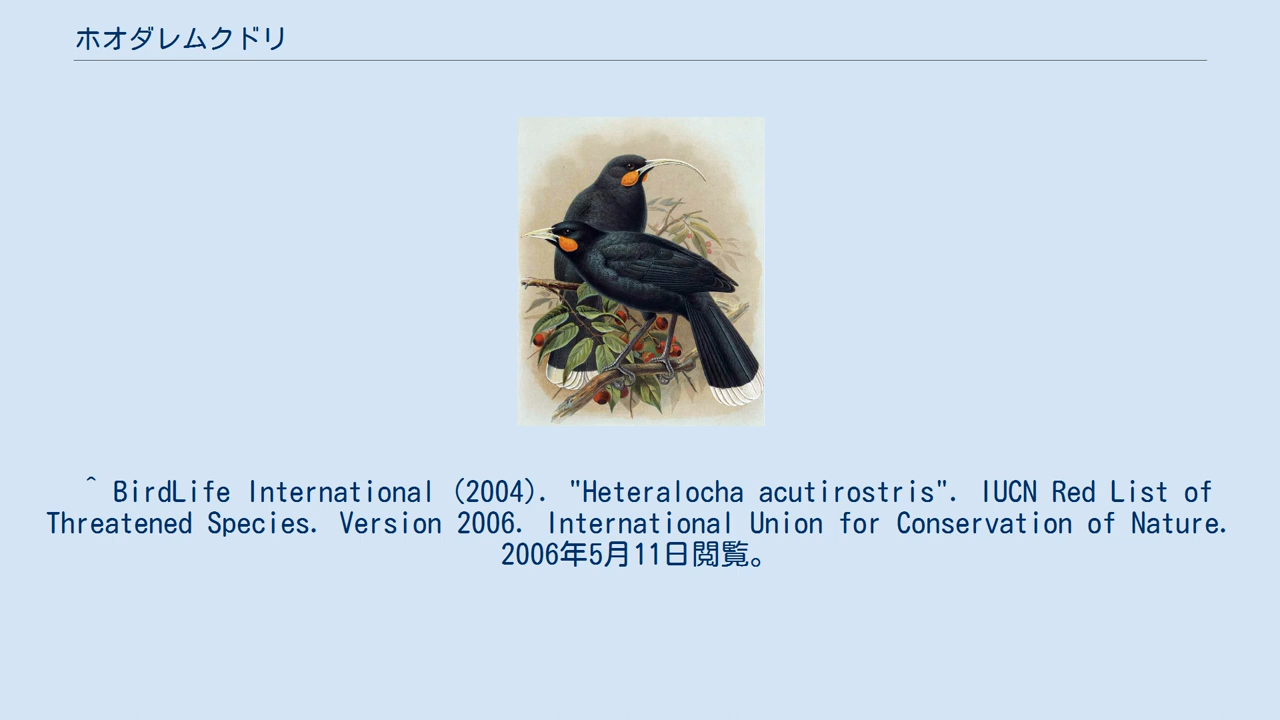 ホオダレムクドリ
^ BirdLife International (2004). "Heteralocha acutirostris". IUCN Red List of
Threatened Species. Version 2006. International Union for Conservation of Nature.
2006年5月11日閲覧。